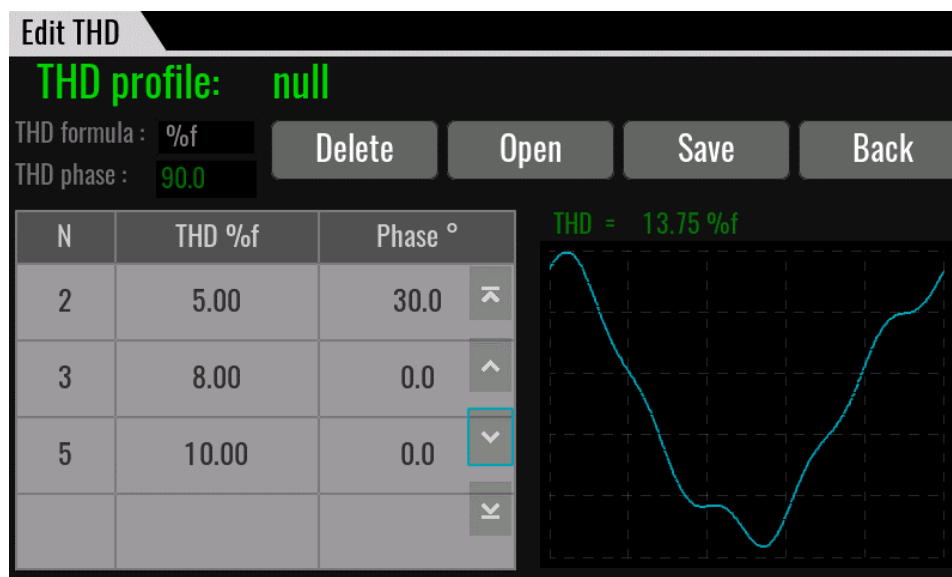 Edit THD
THD profile: null
THD formula : %f
THD phase : 90.0
Delete Open Save Back
N THD %f Phase °
2 5.00 30.0
3 8.00 0.0
5 10.00 0.0
THD = 13.75 %f